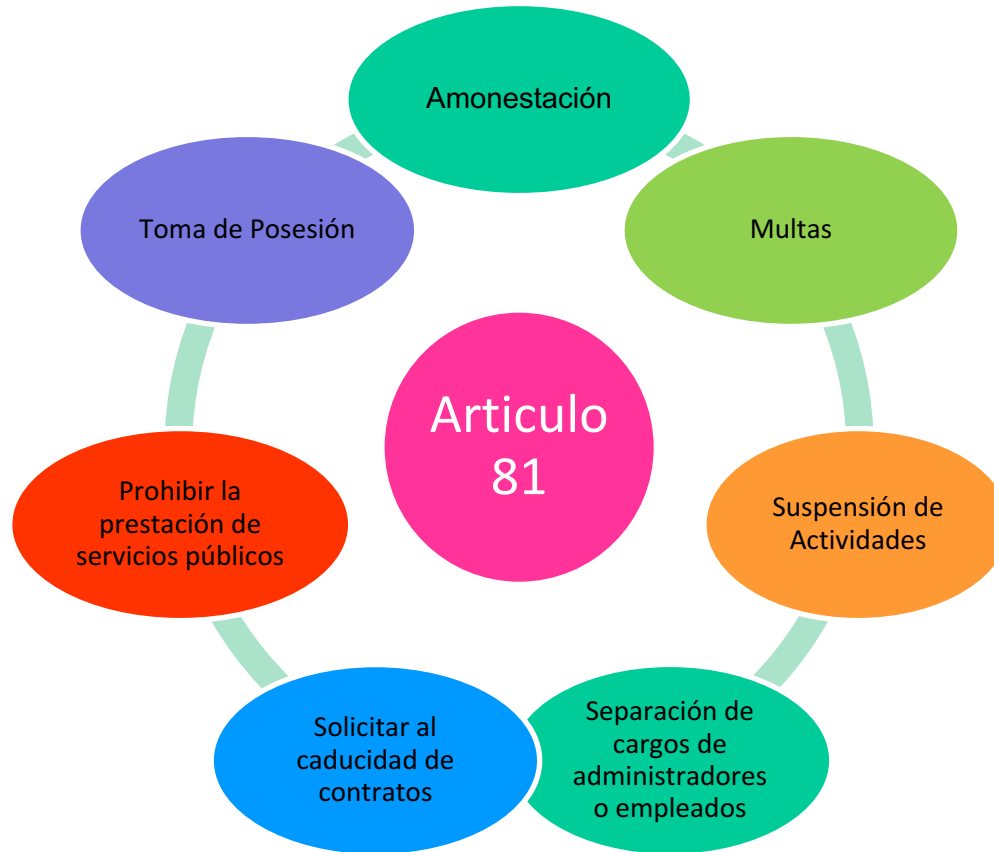 Amonestación
Multas
Suspensión de
Actividades
Separación de
cargos de
administradores
o empleados
Solicitar al
caducidad de
contratos
Prohibir la
prestación de
servicios públicos
Toma de Posesión
Articulo
81